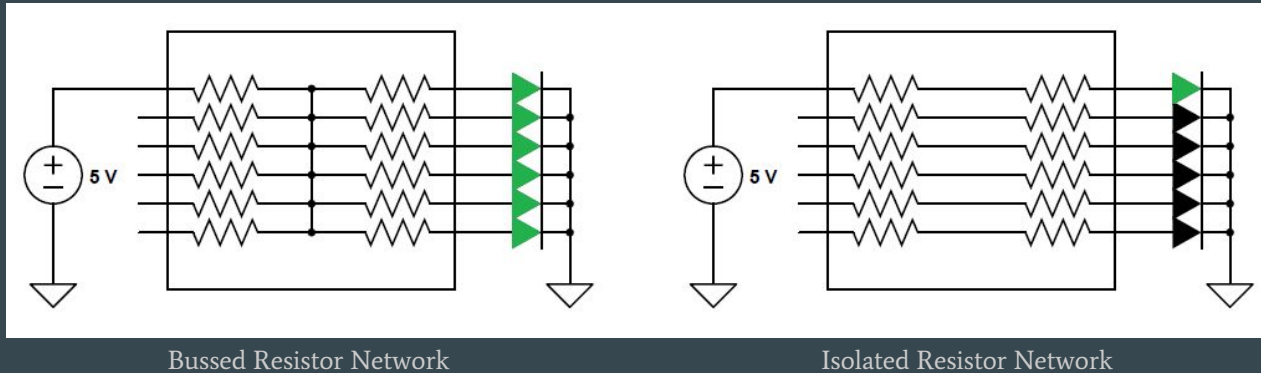 5 V
5 V
Bussed Resistor Network
Isolated Resistor Network